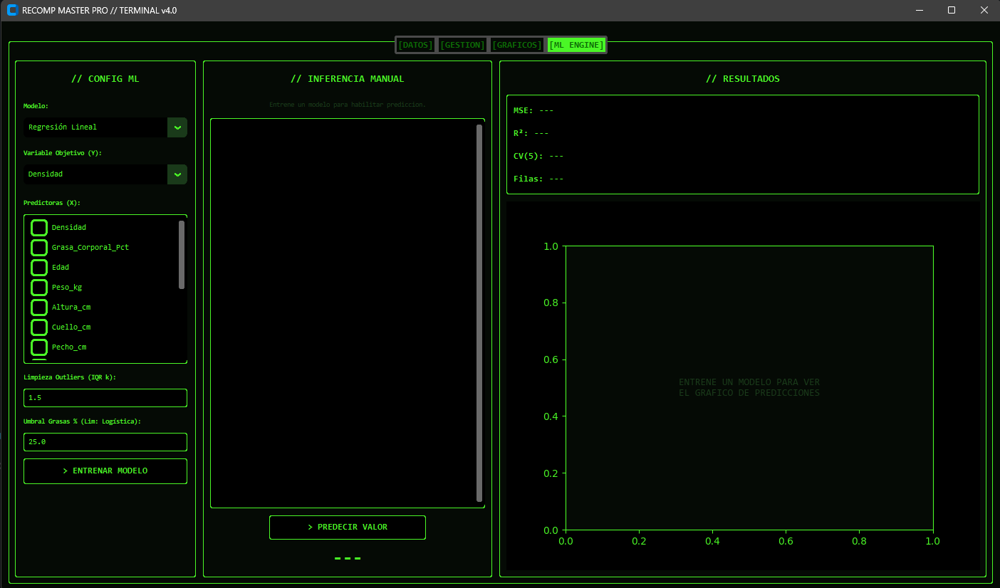 RECOMP MASTER PRO // TERMINAL v4.0
[DATOS] [GESTION] [GRAFICOS] [ML ENGINE]
// CONFIG ML
Modelo:
Regresión Lineal
Variable Objetivo (Y):
Densidad
Predictoras (X):
Densidad
Grasa_Corporal_Pct
Edad
Peso_kg
Altura_cm
Cuello_cm
Pecho_cm
Limpieza Outliers (IQR k):
1.5
Umbral Grasas % (Lim: Logística):
25.0
> ENTRENAR MODELO
// INFERENCIA MANUAL
Entrene un modelo para habilitar prediccion.
> PREDECIR VALOR
---
// RESULTADOS
MSE: ---
R²: ---
CV(5): ---
Filas: ---
1.0
0.8
0.6
0.4
0.2
0.0
ENTRENE UN MODELO PARA VER
EL GRAFICO DE PREDICCIONES
0.0 0.2 0.4 0.6 0.8 1.0